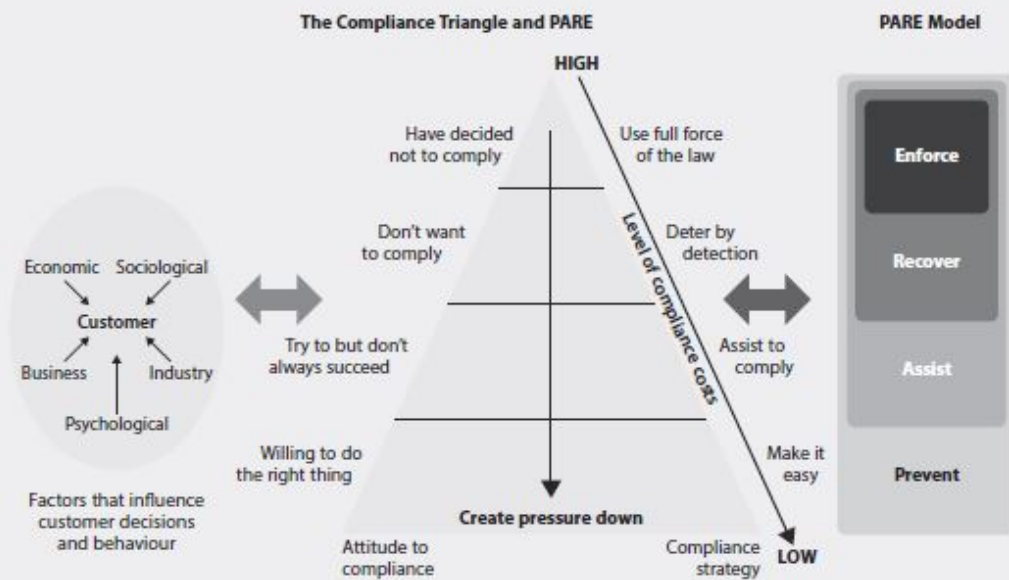 The Compliance Triangle and PARE
PARE Model
HIGH
Have decided
not to comply
Use full force
of the law
Enforce
Don't want
to comply
Level of compliance costs
Deter by
detection
Recover
Economic
Sociological
Customer
Business
Industry
Psychological
Try to but don't
always succeed
Assist to
comply
Assist
Willing to do
the right thing
Make it
easy
Prevent
Factors that influence
customer decisions
and behaviour
Create pressure down
Attitude to
compliance
Compliance
strategy
LOW